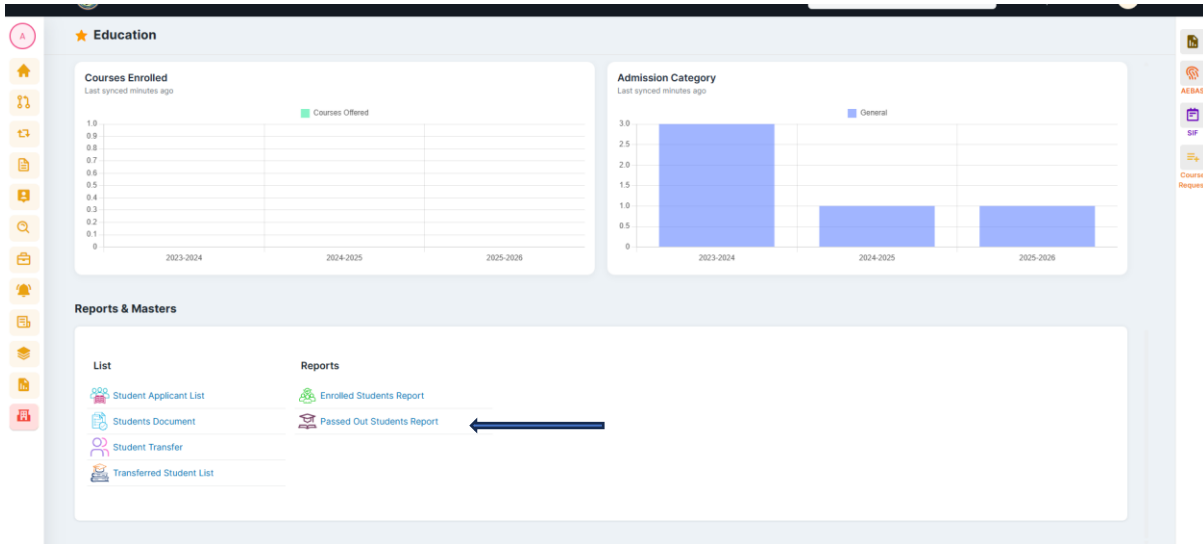 A
Education
Courses Enrolled
Last synced minutes ago
Courses Offered
1.0
0.9
0.8
0.7
0.6
0.5
0.4
0.3
0.2
0.1
0
2023-2024 2024-2025 2025-2026
Admission Category
Last synced minutes ago
General
3.0
2.5
2.0
1.5
1.0
0.5
0
2023-2024 2024-2025 2025-2026
AEBAS
SIF
Course
Request
Reports & Masters
List
Student Applicant List
Students Document
Student Transfer
Transferred Student List
Reports
Enrolled Students Report
Passed Out Students Report